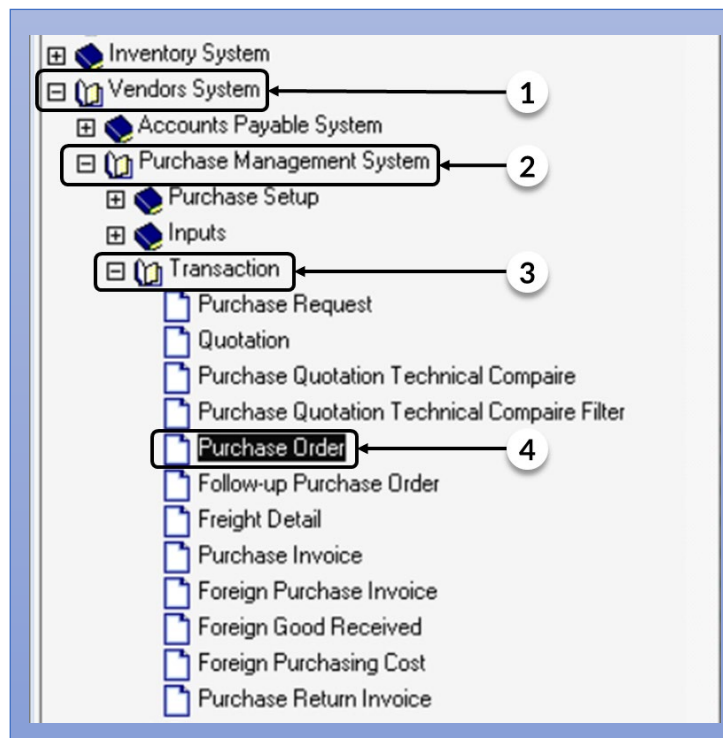 Inventory System
Vendors System 1
Accounts Payable System
Purchase Management System 2
Purchase Setup
Inputs
Transaction 3
Purchase Request
Quotation
Purchase Quotation Technical Compaire
Purchase Quotation Technical Compaire Filter
Purchase Order 4
Follow-up Purchase Order
Freight Detail
Purchase Invoice
Foreign Purchase Invoice
Foreign Good Received
Foreign Purchasing Cost
Purchase Return Invoice